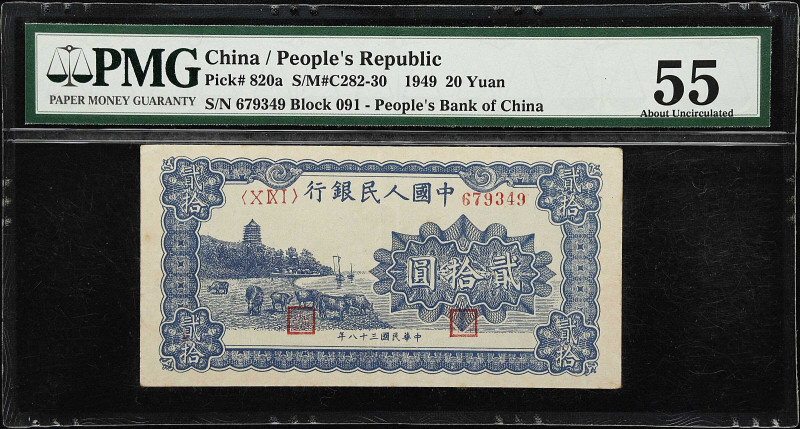 PMG
PAPER MONEY GUARANTY
China / People's Republic
Pick# 820a S/M#C282-30 1949 20 Yuan
S/N 679349 Block 091 - People's Bank of China
55
About Uncirculated
行銀民人國中
679349
圓拾貳
貳拾
貳拾
貳拾
貳拾
年八十三國民華中